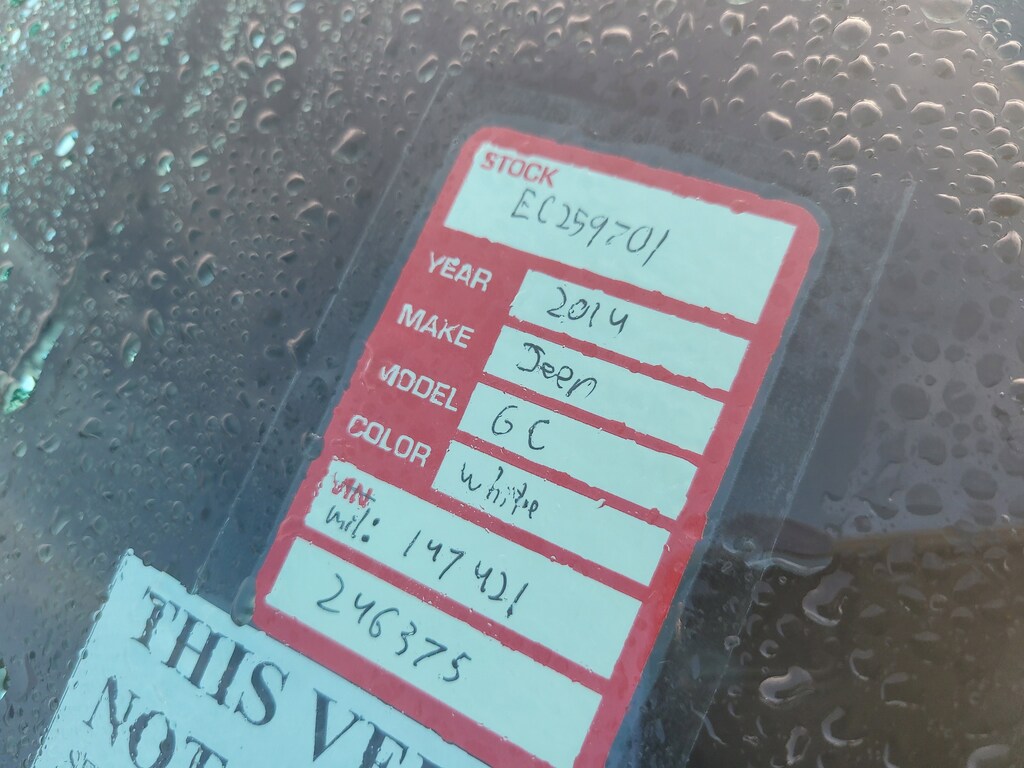 STOCK
EC259701
YEAR 2014
MAKE Jeep
MODEL GC
COLOR white
VIN
mil: 147421
246375
THIS VE
NOT